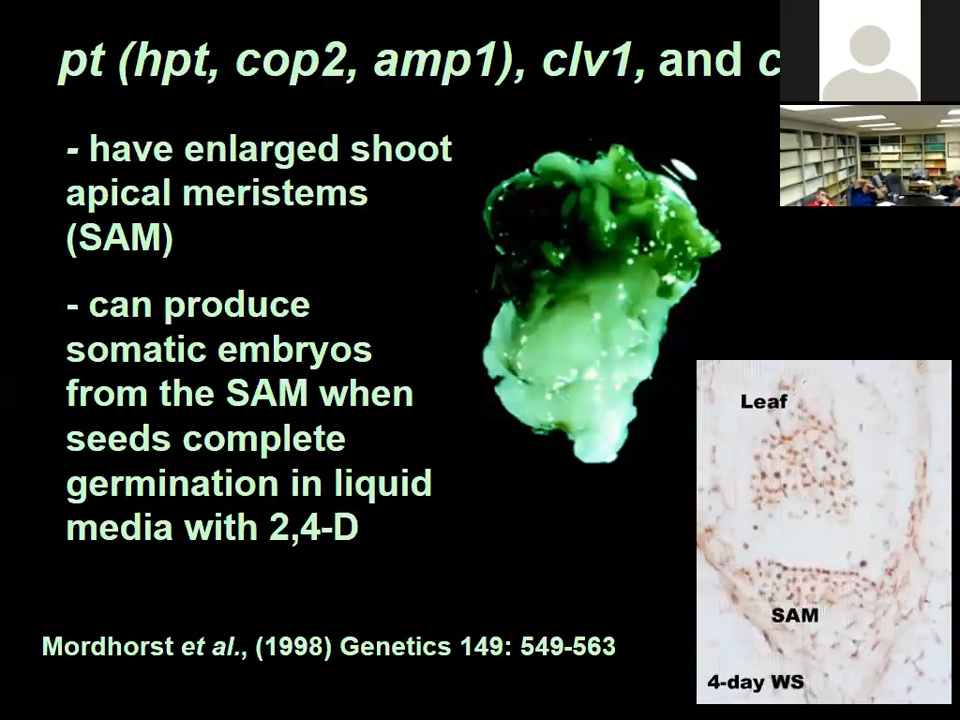 pt (hpt, cop2, amp1), clv1, and c
- have enlarged shoot
apical meristems
(SAM)
- can produce
somatic embryos
from the SAM when
seeds complete
germination in liquid
media with 2,4-D
Leaf
SAM
Mordhorst et al., (1998) Genetics 149: 549-563
4-day WS